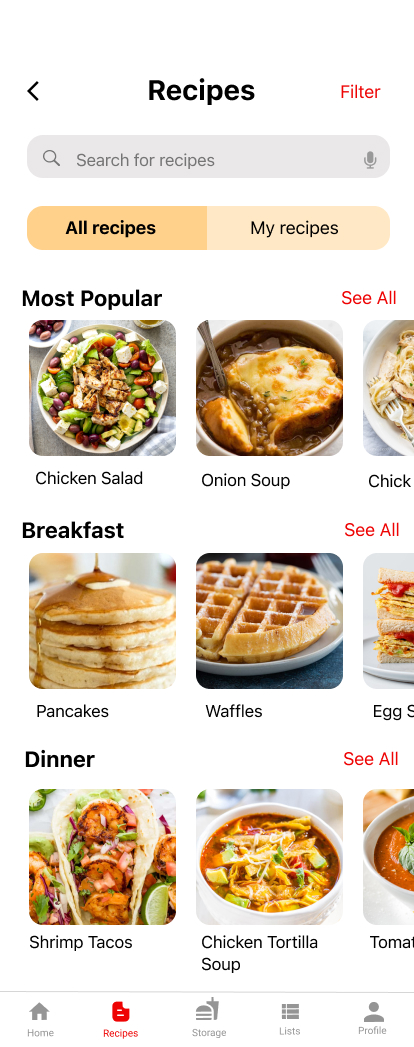 Recipes
Filter
Search for recipes
All recipes
My recipes
Most Popular
See All
Chicken Salad
Onion Soup
Chick
Breakfast
See All
Pancakes
Waffles
Egg S
Dinner
See All
Shrimp Tacos
Chicken Tortilla
Soup
Tomat
Home
Recipes
Storage
Lists
Profile